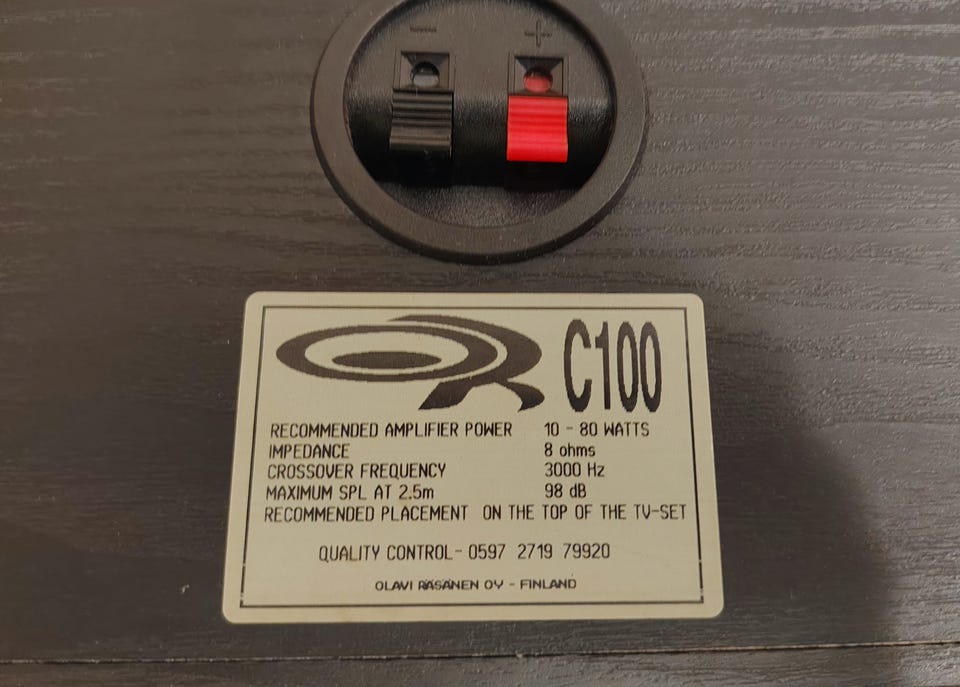 - +
OR C100
RECOMMENDED AMPLIFIER POWER 10 - 80 WATTS
IMPEDANCE 8 ohms
CROSSOVER FREQUENCY 3000 Hz
MAXIMUM SPL AT 2.5m 98 dB
RECOMMENDED PLACEMENT ON THE TOP OF THE TV-SET
QUALITY CONTROL- 0597 2719 79920
OLAVI RÄSÄNEN OY - FINLAND